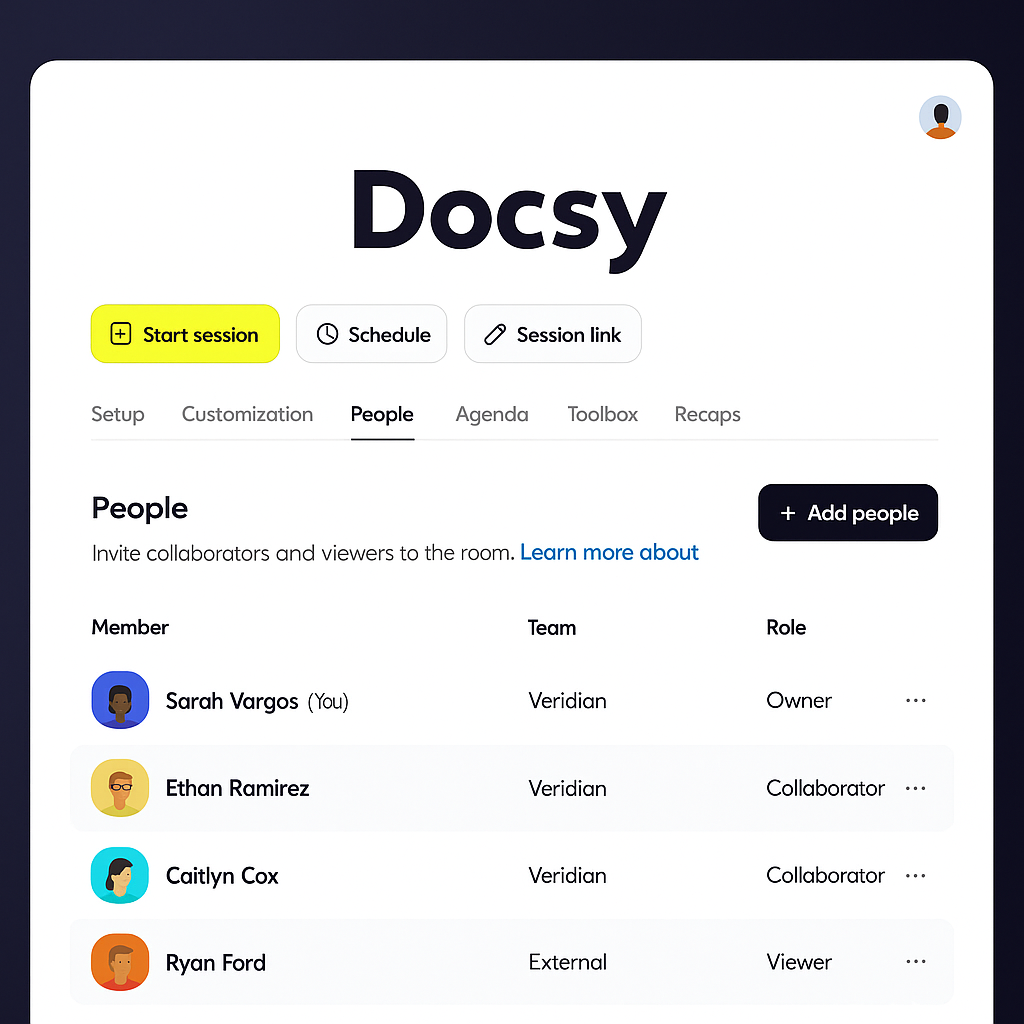 Docsy
Start session Schedule Session link
Setup Customization People Agenda Toolbox Recaps
People
+ Add people
Invite collaborators and viewers to the room. Learn more about
Member Team Role
Sarah Vargos (You) Veridian Owner ...
Ethan Ramirez Veridian Collaborator ...
Caitlyn Cox Veridian Collaborator ...
Ryan Ford External Viewer ...